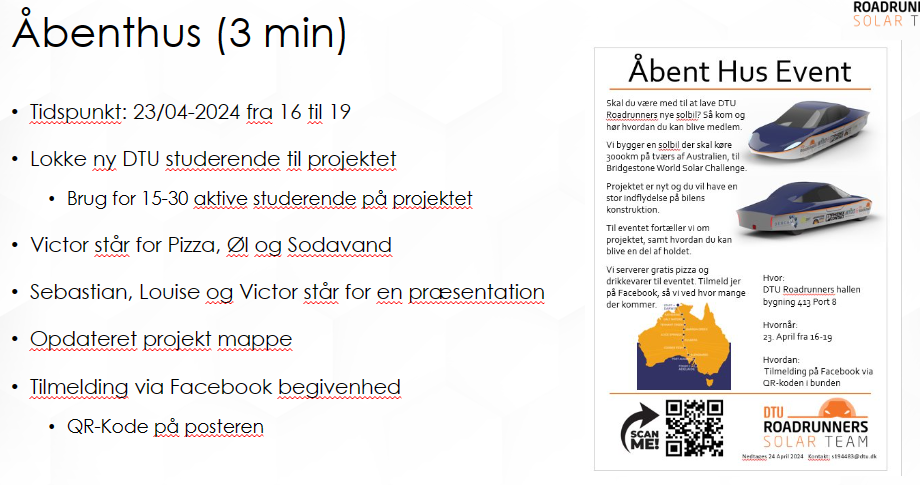 Åbenthus (3 min)
ROADRUNN
SOLAR T
• Tidspunkt: 23/04-2024 fra 16 til 19
• Lokke ny DTU studerende til projektet
• Brug for 15-30 aktive studerende på projektet
• Victor står for Pizza, Øl og Sodavand
• Sebastian, Louise og Victor står for en præsentation
• Opdateret projekt mappe
• Tilmelding via Facebook begivenhed
• QR-Kode på posteren
Åbent Hus Event
Skal du være med til at lave DTU
Roadrunners nye solbil? Så kom og
hør hvordan du kan blive medlem.
Vi bygger en solbil der skal køre
3000km på tværs af Australien, til
Bridgestone World Solar Challenge.
Projektet er nyt og du vil have en
stor indflydelse på bilens
konstruktion.
Til eventet fortæller vi om
projektet, samt hvordan du kan
blive en del af holdet.
Vi serverer gratis pizza og
drikkevarer til eventet. Tilmeld jer
på Facebook, så vi ved hvor mange
der kommer.
Hvor:
DTU Roadrunners hallen
bygning 413 Port 8
Hvornår:
23. April fra 16-19
Hvordan:
Tilmelding på Facebook via
QR-koden i bunden
SCAN
ME!
DTU
ROADRUNNERS
SOLAR TEAM
Nedtages 24 April 2024 Kontakt: s194483@dtu.dk